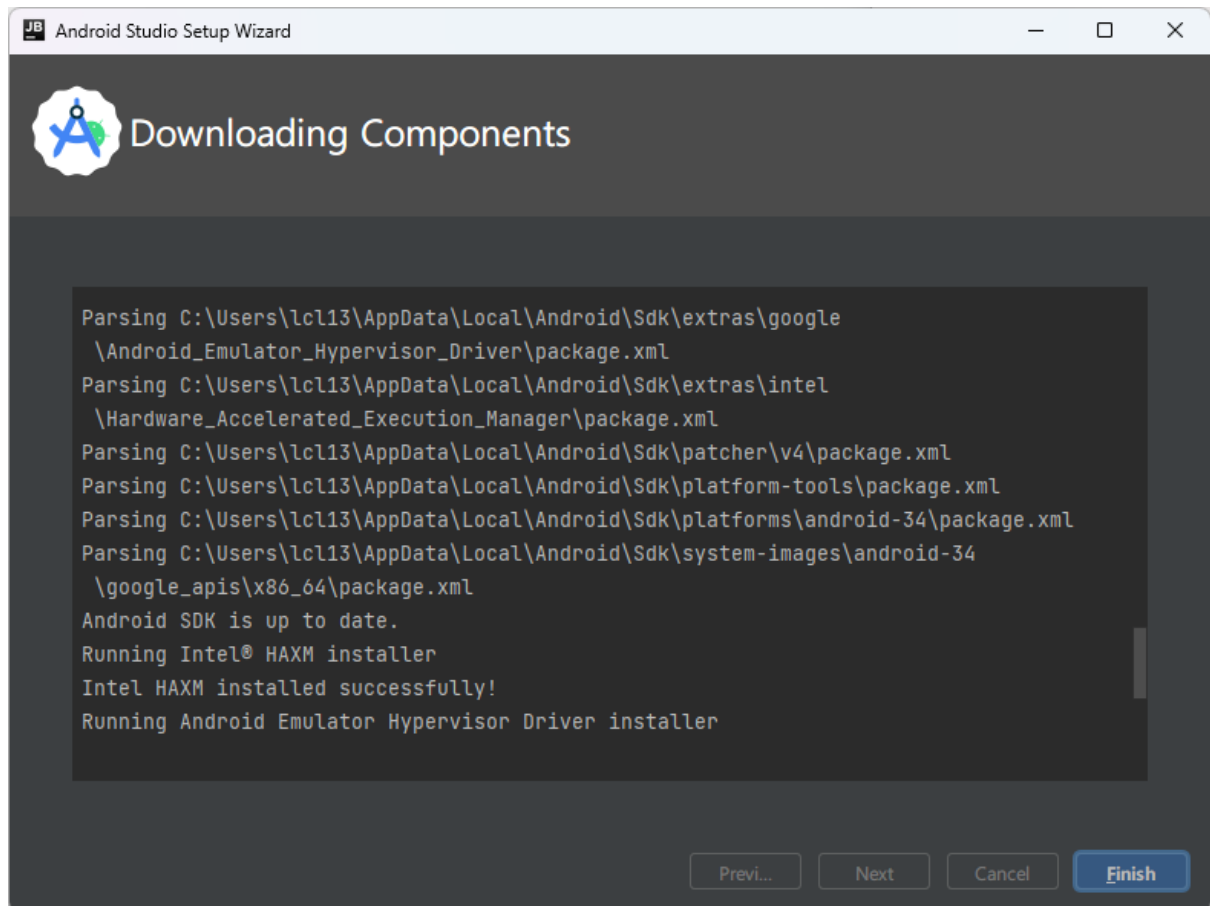 JB
Android Studio Setup Wizard
Downloading Components
Parsing C:\Users\lcl13\AppData\Local\Android\Sdk\extras\google
\Android_Emulator_Hypervisor_Driver\package.xml
Parsing C:\Users\lcl13\AppData\Local\Android\Sdk\extras\intel
\Hardware_Accelerated_Execution_Manager\package.xml
Parsing C:\Users\lcl13\AppData\Local\Android\Sdk\patcher\v4\package.xml
Parsing C:\Users\lcl13\AppData\Local\Android\Sdk\platform-tools\package.xml
Parsing C:\Users\lcl13\AppData\Local\Android\Sdk\platforms\android-34\package.xml
Parsing C:\Users\lcl13\AppData\Local\Android\Sdk\system-images\android-34
\google_apis\x86_64\package.xml
Android SDK is up to date.
Running Intel® HAXM installer
Intel HAXM installed successfully!
Running Android Emulator Hypervisor Driver installer
Previ... Next Cancel Finish